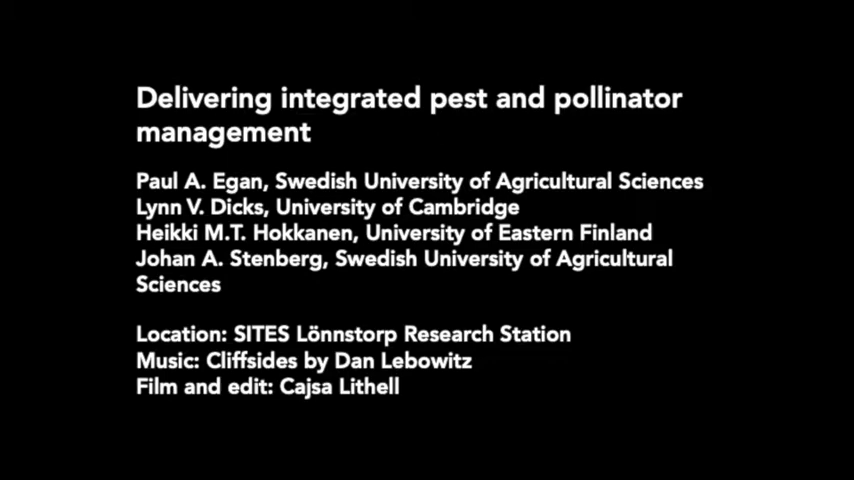 Delivering integrated pest and pollinator
management
Paul A. Egan, Swedish University of Agricultural Sciences
Lynn V. Dicks, University of Cambridge
Heikki M.T. Hokkanen, University of Eastern Finland
Johan A. Stenberg, Swedish University of Agricultural
Sciences
Location: SITES Lönnstorp Research Station
Music: Cliffsides by Dan Lebowitz
Film and edit: Cajsa Lithell